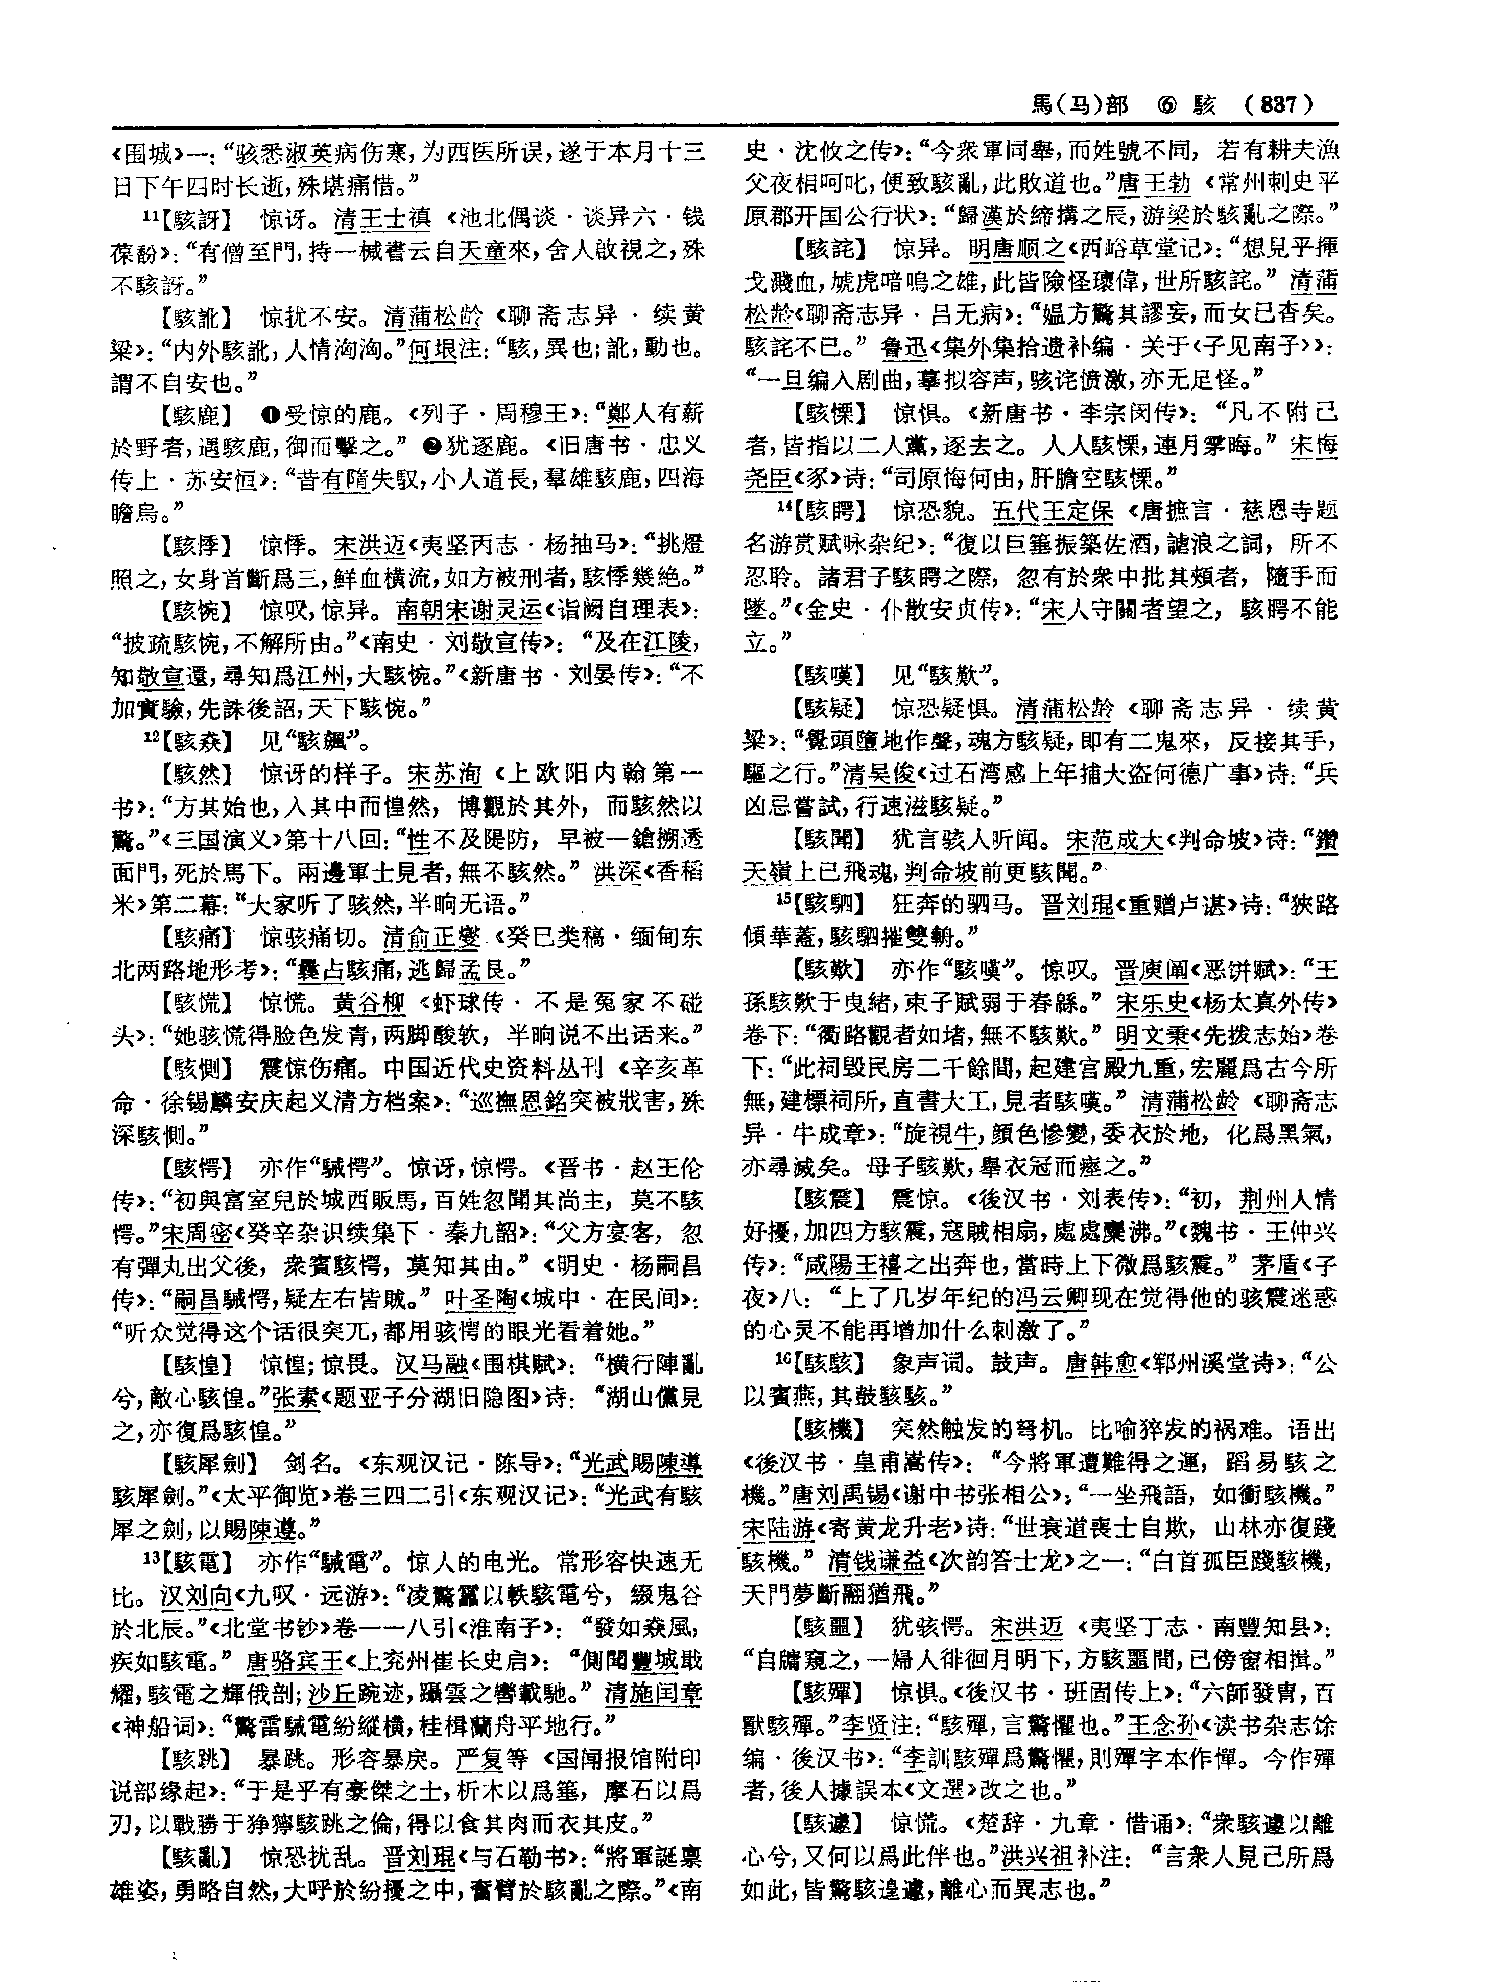 馬(马)部 ⑥ 駭 (837)
《围城》一:“骇悉淑英病伤寒,为西医所误,遂于本月十三
日下午四时长逝,殊堪痛惜。”
11【駭訝】 惊讶。清王士禛《池北偶谈·谈异六·钱
葆馚》:“有僧至門,持一椷書云自天童來,舍人啟視之,殊
不駭訝。”
【駭訛】 惊扰不安。清蒲松龄《聊斋志异·续黄
粱》:“内外駭訛,人情洶洶。”何垠注:“駭,異也;訛,動也。
謂不自安也。”
【駭鹿】 ❶受惊的鹿。《列子·周穆王》:“鄭人有薪
於野者,遇駭鹿,御而擊之。”❷犹逐鹿。《旧唐书·忠义
传上·苏安恒》:“昔有隋失馭,小人道長,羣雄駭鹿,四海
瞻烏。”
【駭悸】 惊悸。宋洪迈《夷坚丙志·杨抽马》:“挑燈
照之,女身首斷爲三,鲜血横流,如方被刑者,駭悸幾絶。”
【駭惋】 惊叹,惊异。南朝宋谢灵运《诣阙自理表》:
“披疏駭惋,不解所由。”《南史·刘敬宣传》:“及在江陵,
知敬宣還,尋知爲江州,大駭惋。”《新唐书·刘晏传》:“不
加實驗,先誅後詔,天下駭惋。”
12【駭猋】 见“駭飆”。
【駭然】 惊讶的样子。宋苏洵《上欧阳内翰第一
书》:“方其始也,入其中而惶然,博觀於其外,而駭然以
驚。”《三国演义》第十八回:“性不及隄防,早被一鎗搠透
面門,死於馬下。兩邊軍士見者,無不駭然。”洪深《香稻
米》第二幕:“大家听了骇然,半晌无语。”
【駭痛】 惊骇痛切。清俞正燮《癸巳类稿·缅甸东
北两路地形考》:“曩占駭痛,逃歸孟艮。”
【駭慌】 惊慌。黄谷柳《虾球传·不是冤家不碰
头》:“她骇慌得脸色发青,两脚酸软,半晌说不出话来。”
【駭惻】 震惊伤痛。中国近代史资料丛刊《辛亥革
命·徐锡麟安庆起义清方档案》:“巡撫恩銘突被戕害,殊
深駭惻。”
【駭愕】 亦作“駴愕”。惊讶,惊愕。《晋书·赵王伦
传》:“初與富室兒於城西販馬,百姓忽聞其尚主,莫不駭
愕。”宋周密《癸辛杂识续集下·秦九韶》:“父方宴客,忽
有彈丸出父後,衆賓駭愕,莫知其由。”《明史·杨嗣昌
传》:“嗣昌駴愕,疑左右皆賊。”叶圣陶《城中·在民间》:
“听众觉得这个话很突兀,都用骇愕的眼光看着她。”
【駭惶】 惊惶;惊畏。汉马融《围棋赋》:“横行陣亂
兮,敵心駭惶。”张素《题亚子分湖旧隐图》诗:“湖山儻見
之,亦復爲駭惶。”
【駭犀劍】 剑名。《东观汉记·陈导》:“光武賜陳導
駭犀劍。”《太平御览》卷三四二引《东观汉记》:“光武有駭
犀之劍,以賜陳遵。”
13【駭電】 亦作“駴電”。惊人的电光。常形容快速无
比。汉刘向《九叹·远游》:“凌驚靁以軼駭電兮,綴鬼谷
於北辰。”《北堂书钞》卷一一八引《淮南子》:“發如猋風,
疾如駭電。”唐骆宾王《上兖州崔长史启》:“側聞豐城戢
耀,駭電之輝俄剖;沙丘踠迹,躡雲之轡載馳。”清施闰章
《神船词》:“驚雷駴電紛縱横,桂楫蘭舟平地行。”
【駭跳】 暴跳。形容暴戾。严复等《国闻报馆附印
说部缘起》:“于是乎有豪傑之士,析木以爲箠,摩石以爲
刃,以戰勝于狰獰駭跳之倫,得以食其肉而衣其皮。”
【駭亂】 惊恐扰乱。晋刘琨《与石勒书》:“將軍誕禀
雄姿,勇略自然,大呼於紛擾之中,奮臂於駭亂之際。”《南
史·沈攸之传》:“今衆軍同舉,而姓號不同,若有耕夫漁
父夜相呵叱,便致駭亂,此敗道也。”唐王勃《常州刺史平
原郡开国公行状》:“歸漢於締搆之辰,游梁於駭亂之際。”
【駭詫】 惊异。明唐顺之《西峪草堂记》:“想見乎揮
戈濺血,虓虎喑嗚之雄,此皆險怪瓌偉,世所駭詫。”清蒲
松龄《聊斋志异·吕无病》:“媪方驚其謬妄,而女已杳矣。
駭詫不已。”鲁迅《集外集拾遗补编·关于〈子见南子〉》:
“一旦编入剧曲,摹拟容声,骇诧愤激,亦无足怪。”
【駭慄】 惊惧。《新唐书·李宗闵传》:“凡不附己
者,皆指以二人黨,逐去之。人人駭慄,連月雺晦。”宋梅
尧臣《豕》诗:“司原悔何由,肝膽空駭慄。”
14【駭腭】 惊恐貌。五代王定保《唐摭言·慈恩寺题
名游赏赋咏杂纪》:“復以巨箠振築佐酒,謔浪之詞,所不
忍聆。諸君子駭腭之際,忽有於衆中批其頰者,隨手而
墜。”《金史·仆散安贞传》:“宋人守關者望之,駭腭不能
立。”
【駭嘆】 见“駭歎”。
【駭疑】 惊恐疑惧。清蒲松龄《聊斋志异·续黄
粱》:“覺頭墮地作聲,魂方駭疑,即有二鬼來,反接其手,
驅之行。”清吴俊《过石湾感上年捕大盗何德广事》诗:“兵
凶忌嘗試,行速滋駭疑。”
【駭聞】 犹言骇人听闻。宋范成大《判命坡》诗:“鑽
天嶺上已飛魂,判命坡前更駭聞。”
15【駭駟】 狂奔的驷马。晋刘琨《重赠卢谌》诗:“狹路
傾華蓋,駭駟摧雙輈。”
【駭歎】 亦作“駭嘆”。惊叹。晋庾阐《恶饼赋》:“王
孫駭歎于曳緒,束子賦弱于春緜。”宋乐史《杨太真外传》
卷下:“衢路觀者如堵,無不駭歎。”明文秉《先拨志始》卷
下:“此祠毁民房二千餘間,起建宫殿九重,宏麗爲古今所
無,建標祠所,直書大工,見者駭嘆。”清蒲松龄《聊斋志
异·牛成章》:“旋視牛,顔色慘變,委衣於地,化爲黑氣,
亦尋滅矣。母子駭歎,舉衣冠而瘞之。”
【駭震】 震惊。《後汉书·刘表传》:“初,荆州人情
好擾,加四方駭震,寇賊相扇,處處麋沸。”《魏书·王仲兴
传》:“咸陽王禧之出奔也,當時上下微爲駭震。”茅盾《子
夜》八:“上了几岁年纪的冯云卿现在觉得他的骇震迷惑
的心灵不能再增加什么刺激了。”
16【駭駭】 象声词。鼓声。唐韩愈《郓州溪堂诗》:“公
以賓燕,其鼓駭駭。”
【駭機】 突然触发的弩机。比喻猝发的祸难。语出
《後汉书·皇甫嵩传》:“今將軍遭難得之運,蹈易駭之
機。”唐刘禹锡《谢中书张相公》:“一坐飛語,如衝駭機。”
宋陆游《寄黄龙升老》诗:“世衰道喪士自欺,山林亦復踐
駭機。”清钱谦益《次韵答士龙》之一:“白首孤臣踐駭機,
天門夢斷翮猶飛。”
【駭噩】 犹骇愕。宋洪迈《夷坚丁志·南豐知县》:
“自牖窺之,一婦人徘徊月明下,方駭噩間,已傍窗相揖。”
【駭殫】 惊惧。《後汉书·班固传上》:“六師發胄,百
獸駭殫。”李贤注:“駭殫,言驚懼也。”王念孙《读书杂志馀
编·後汉书》:“李訓駭殫爲驚懼,則殫字本作憚。今作殫
者,後人據誤本《文選》改之也。”
【駭遽】 惊慌。《楚辞·九章·惜诵》:“衆駭遽以離
心兮,又何以爲此伴也。”洪兴祖补注:“言衆人見己所爲
如此,皆驚駭遑遽,離心而異志也。”